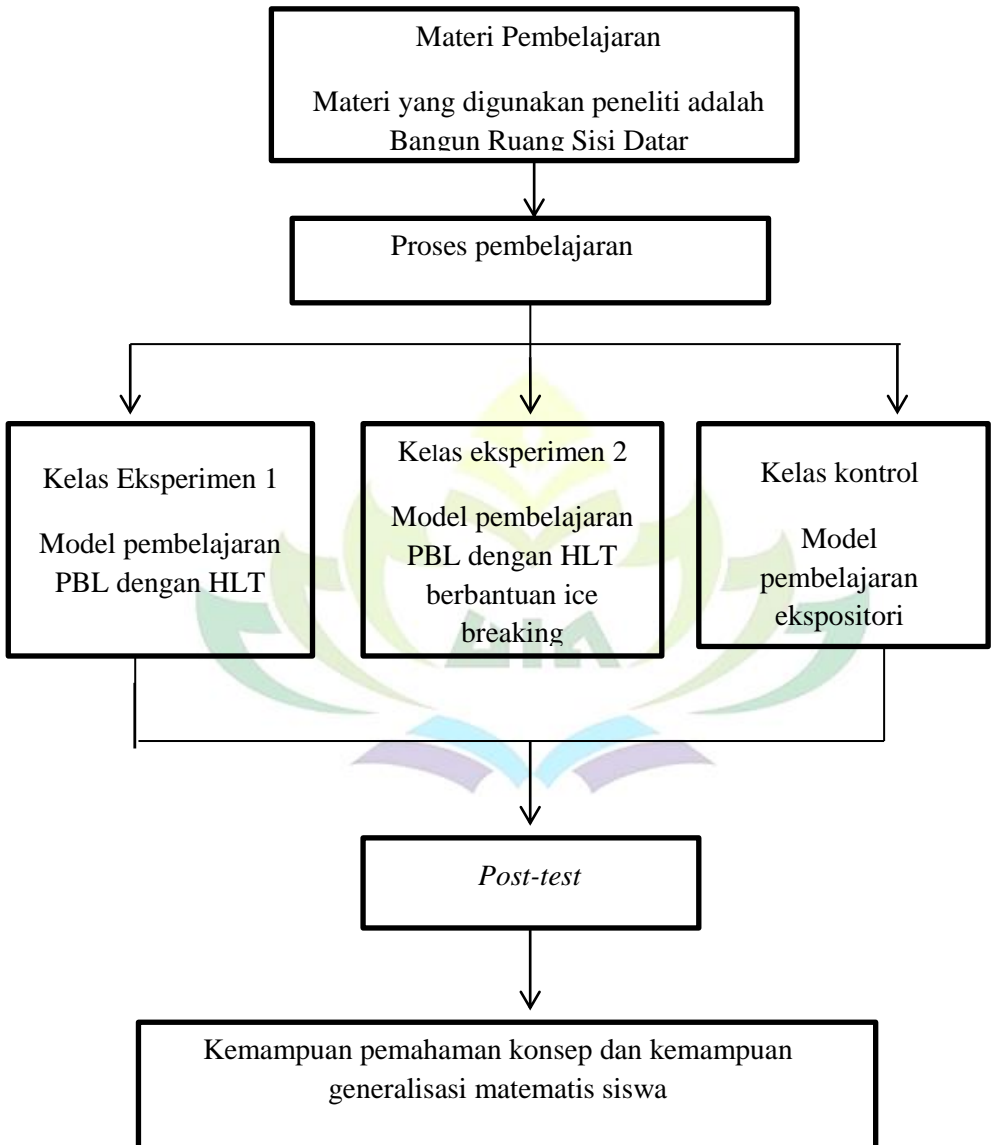 Materi Pembelajaran
Materi yang digunakan peneliti adalah
Bangun Ruang Sisi Datar
Proses pembelajaran
Kelas Eksperimen 1
Model pembelajaran
PBL dengan HLT
Kelas eksperimen 2
Model pembelajaran
PBL dengan HLT
berbantuan ice
breaking
Kelas kontrol
Model
pembelajaran
ekspositori
UIN
Post-test
Kemampuan pemahaman konsep dan kemampuan
generalisasi matematis siswa